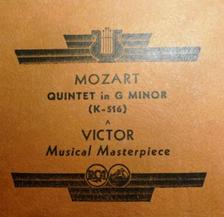 MOZART
QUINTET in G MINOR
(K-516)
A
VICTOR
Musical Masterpiece
RCA